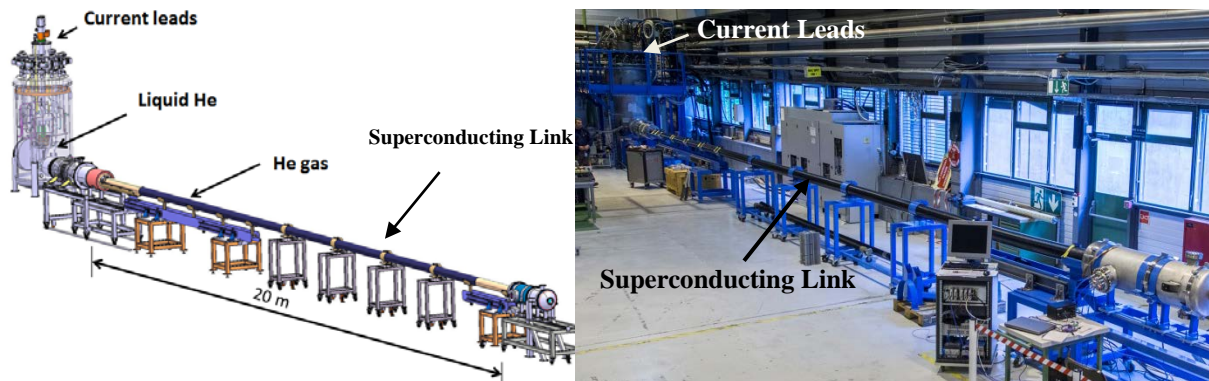 Current leads
Liquid He
He gas
Superconducting Link
20 m
Current Leads
Superconducting Link